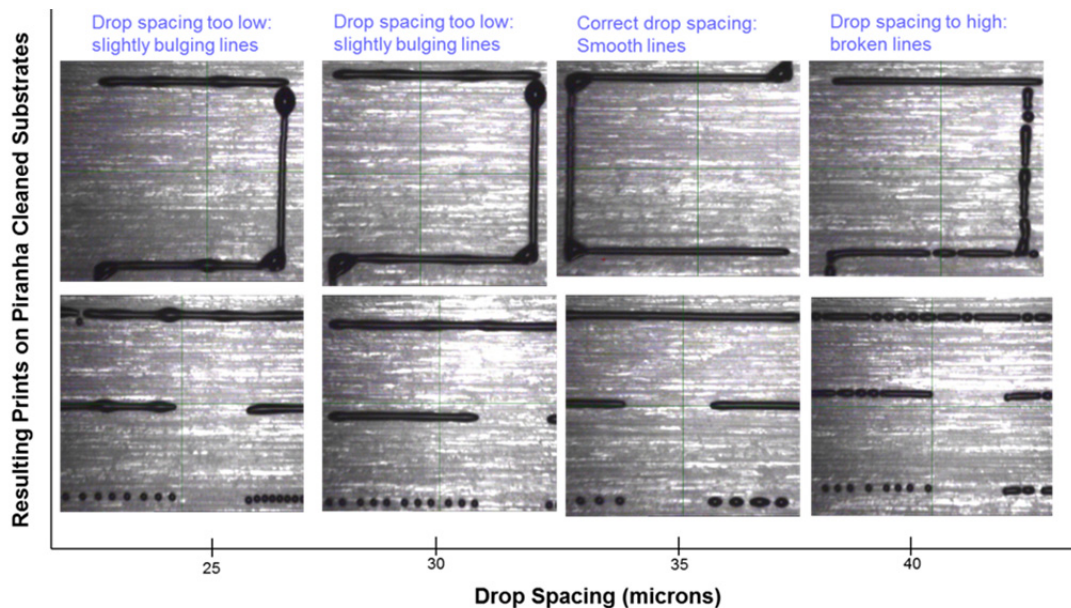 Drop spacing too low:
slightly bulging lines
Drop spacing too low:
slightly bulging lines
Correct drop spacing:
Smooth lines
Drop spacing to high:
broken lines
Resulting Prints on Piranha Cleaned Substrates
25
30
35
40
Drop Spacing (microns)